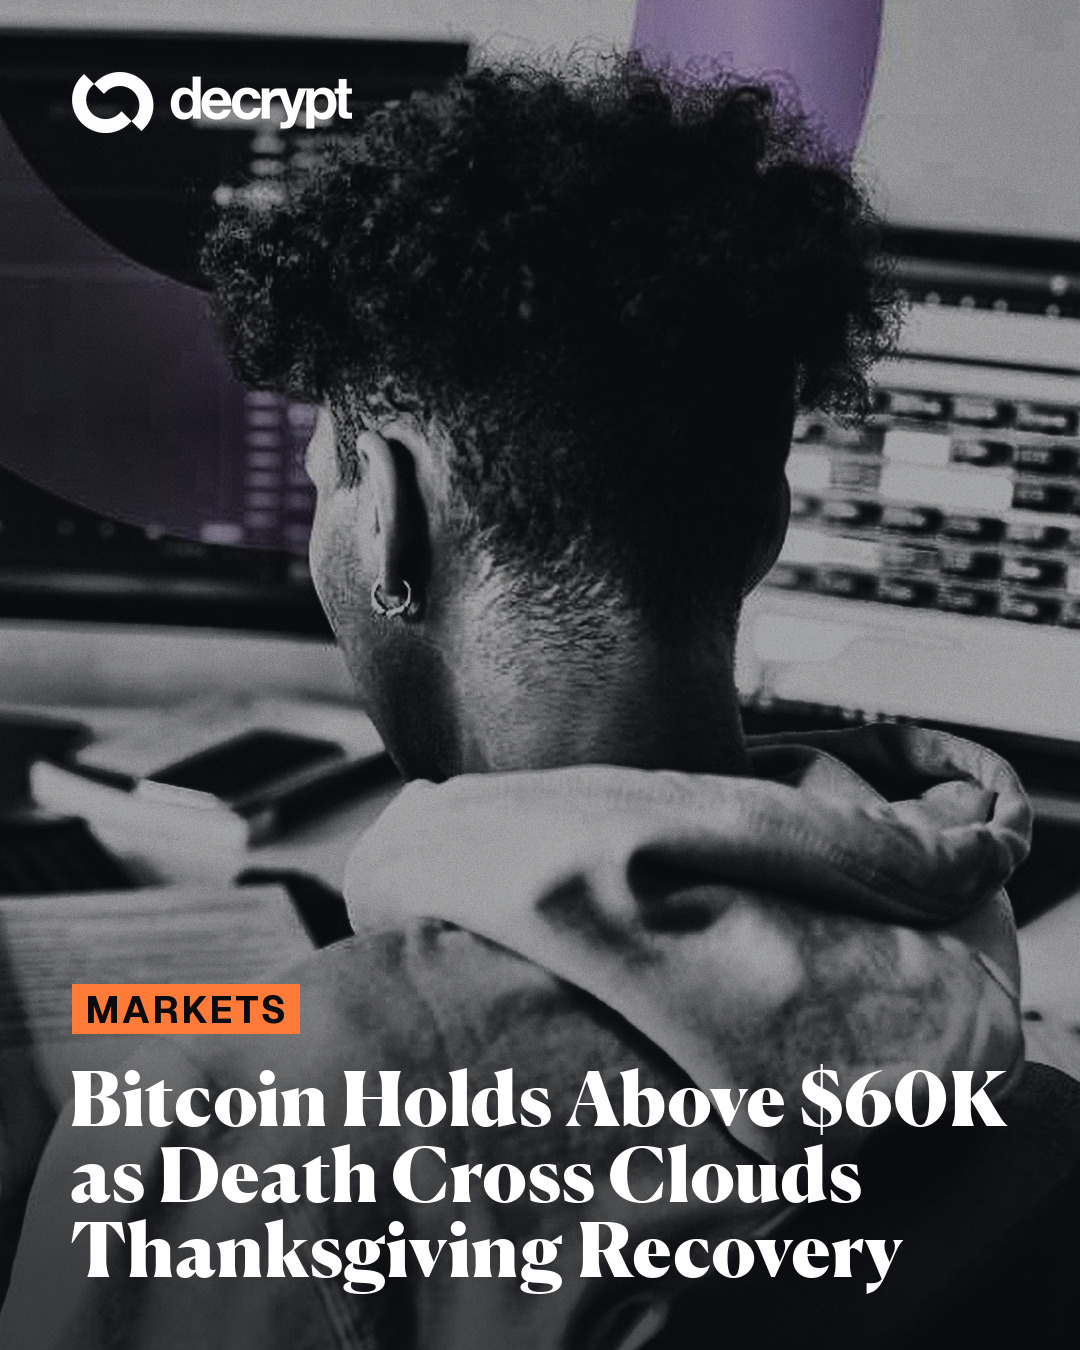 decrypt
MARKETS
Bitcoin Holds Above $60K
as Death Cross Clouds
Thanksgiving Recovery